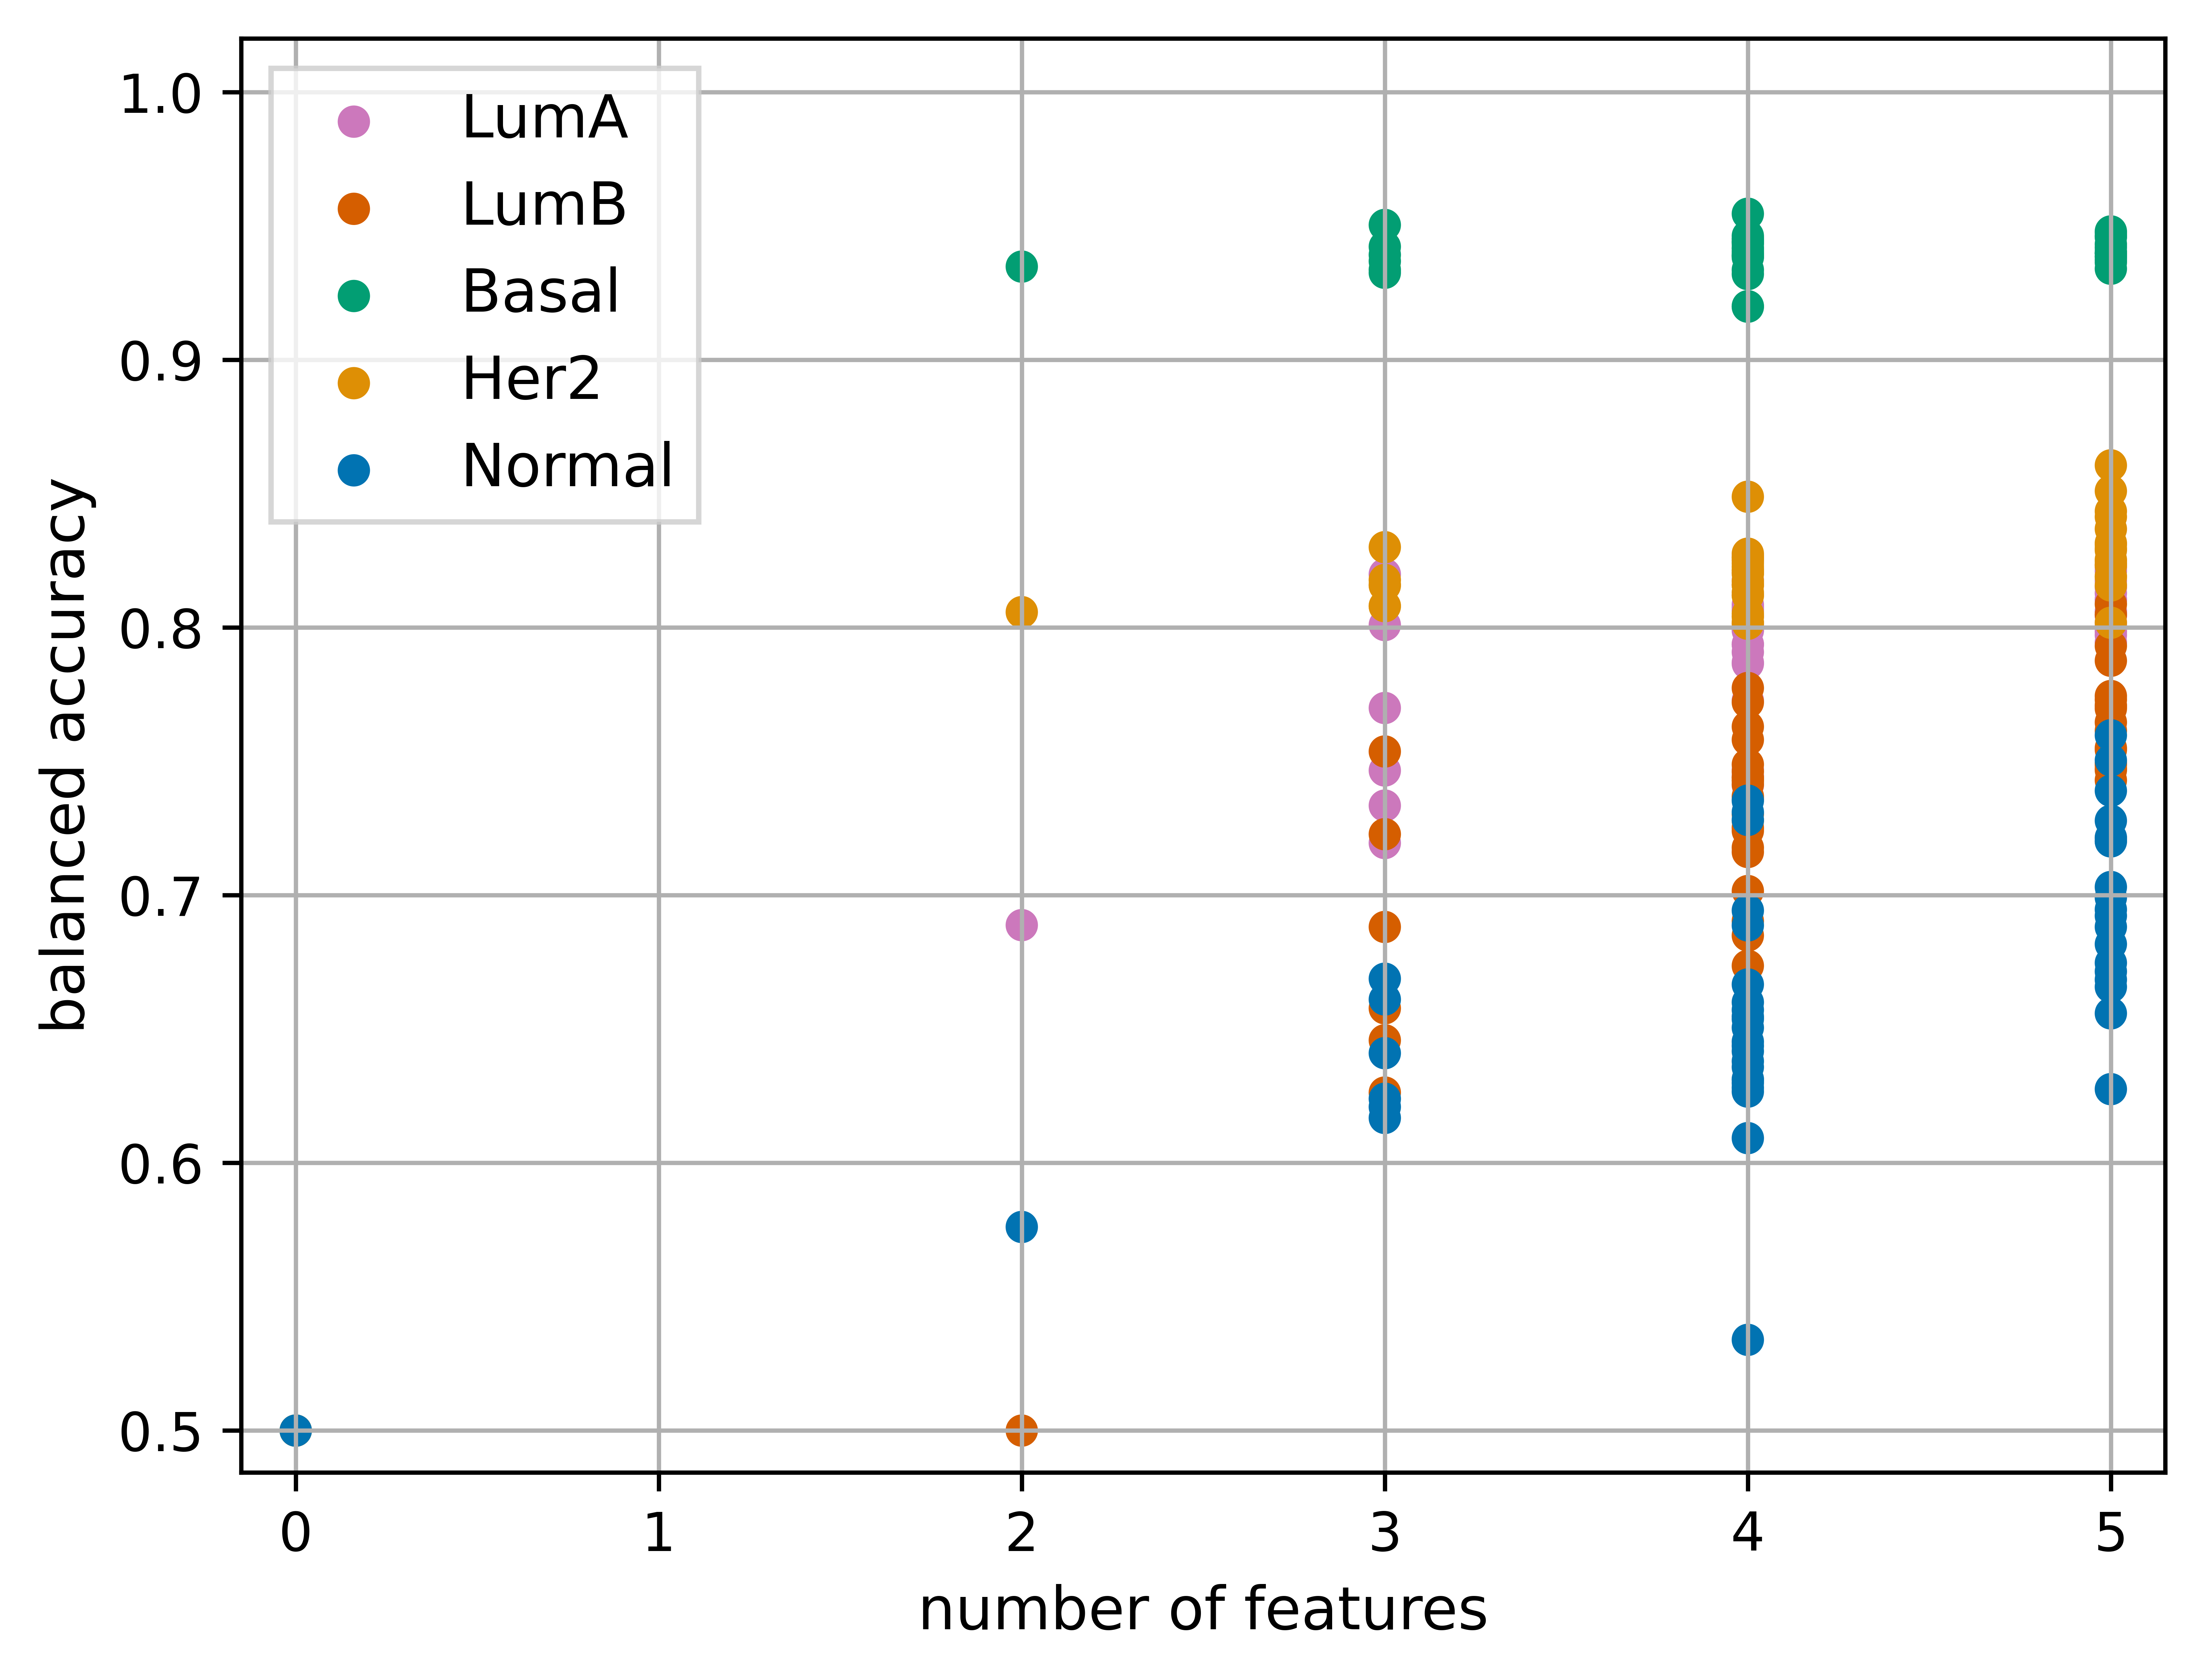 1.0
0.9
0.8
0.7
0.6
0.5
balanced accuracy
LumA
LumB
Basal
Her2
Normal
0 1 2 3 4 5
number of features